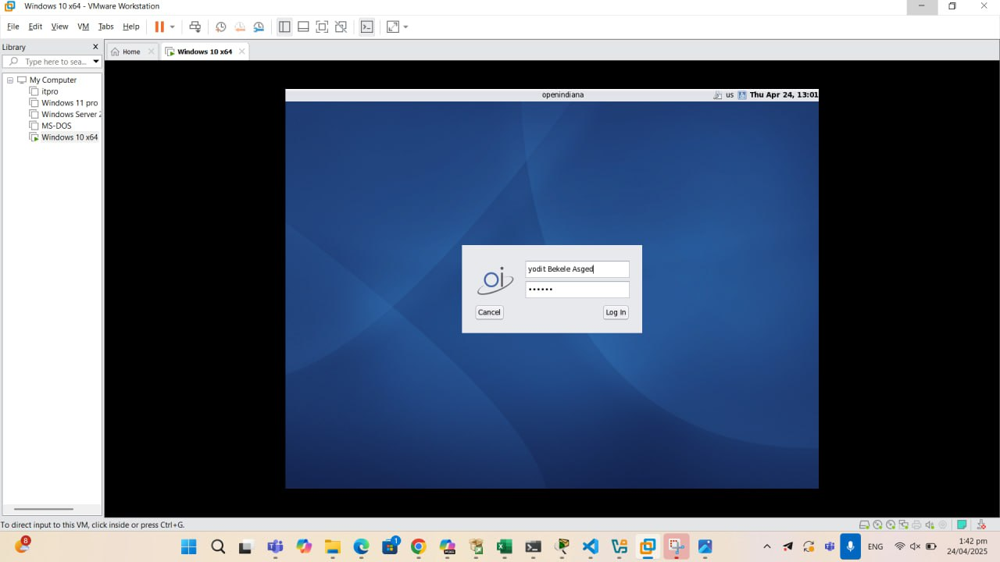 Windows 10 x64 - VMware Workstation
File Edit View VM Tabs Help
Library
Type here to sea...
Home
Windows 10 x64
My Computer
itpro
Windows 11 pro
Windows Server 2
MS-DOS
Windows 10 x64
openindiana
us
Thu Apr 24, 13:01
oi
yodit Bekele Asged
Cancel
Log In
To direct input to this VM, click inside or press Ctrl+G.
8
1
ENG
1:42 pm
24/04/2025